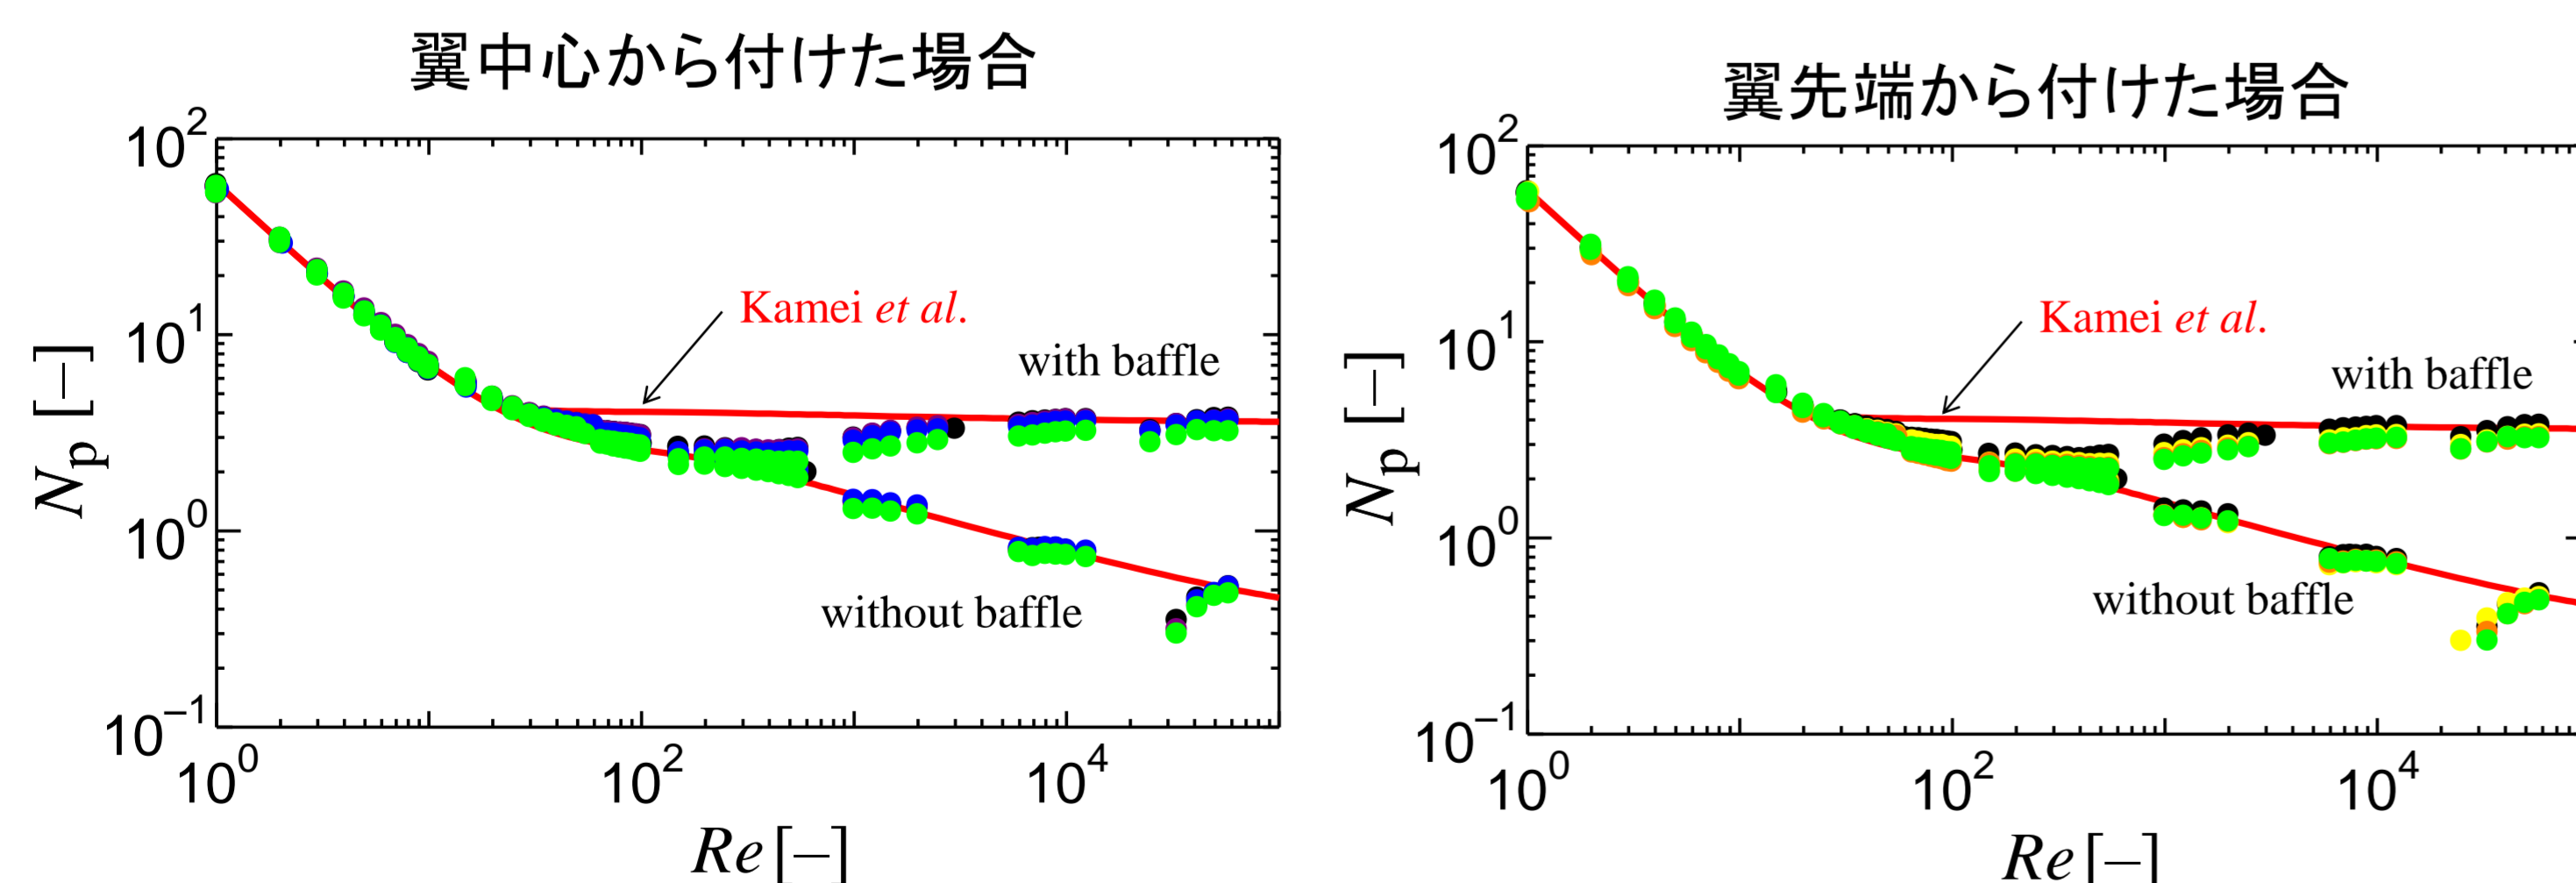 翼中心から付けた場合
10^2
10^1
10^0
10^−1
N_p [−]
Kamei et al.
with baffle
without baffle
10^0
10^2
10^4
Re [−]
翼先端から付けた場合
10^2
10^1
10^0
10^−1
N_p [−]
Kamei et al.
with baffle
without baffle
10^0
10^2
10^4
Re [−]